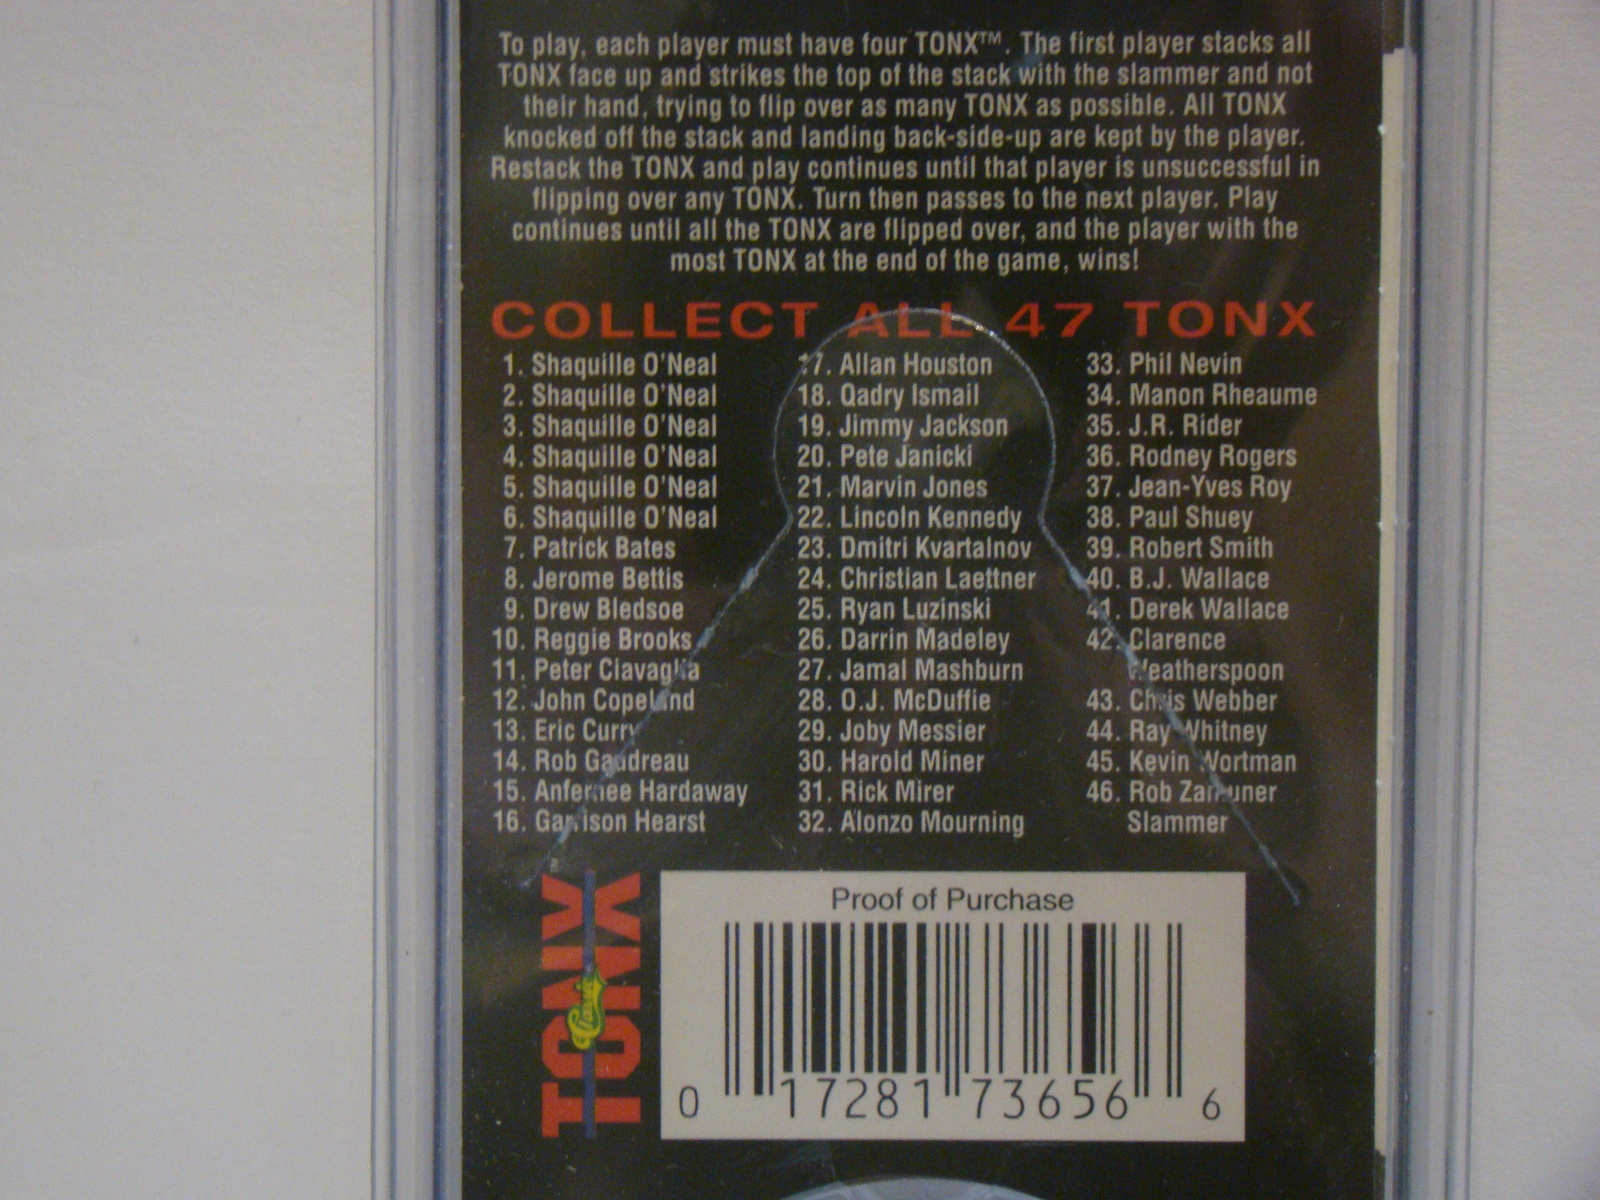 To play, each player must have four TONX™. The first player stacks all
TONX face up and strikes the top of the stack with the slammer and not
their hand, trying to flip over as many TONX as possible. All TONX
knocked off the stack and landing back-side-up are kept by the player.
Restack the TONX and play continues until that player is unsuccessful in
flipping over any TONX. Turn then passes to the next player. Play
continues until all the TONX are flipped over, and the player with the
most TONX at the end of the game, wins!
COLLECT ALL 47 TONX
1. Shaquille O'Neal
2. Shaquille O'Neal
3. Shaquille O'Neal
4. Shaquille O'Neal
5. Shaquille O'Neal
6. Shaquille O'Neal
7. Patrick Bates
8. Jerome Bettis
9. Drew Bledsoe
10. Reggie Brooks
11. Peter Ciavaglia
12. John Copeland
13. Eric Curry
14. Rob Gaudreau
15. Anfernee Hardaway
16. Garrison Hearst
17. Allan Houston
18. Qadry Ismail
19. Jimmy Jackson
20. Pete Janicki
21. Marvin Jones
22. Lincoln Kennedy
23. Dmitri Kvartalnov
24. Christian Laettner
25. Ryan Luzinski
26. Darrin Madeley
27. Jamal Mashburn
28. O.J. McDuffie
29. Joby Messier
30. Harold Miner
31. Rick Mirer
32. Alonzo Mourning
33. Phil Nevin
34. Manon Rheaume
35. J.R. Rider
36. Rodney Rogers
37. Jean-Yves Roy
38. Paul Shuey
39. Robert Smith
40. B.J. Wallace
41. Derek Wallace
42. Clarence
Weatherspoon
43. Chris Webber
44. Ray Whitney
45. Kevin Wortman
46. Rob Zamuner
Slammer
TONX
Classic
Proof of Purchase
0 17281 73656 6